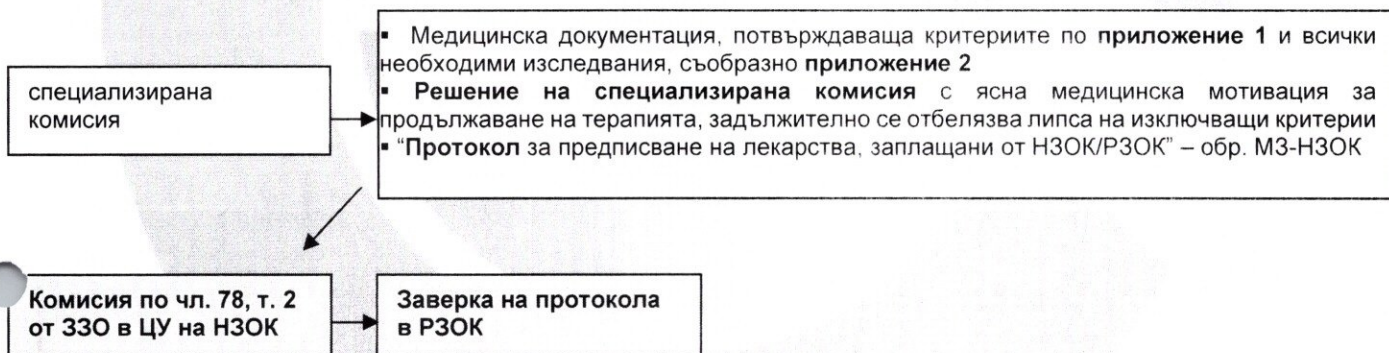 специализирана
комисия
▪ Медицинска документация, потвърждаваща критериите по приложение 1 и всички
необходими изследвания, съобразно приложение 2
▪ Решение на специализирана комисия с ясна медицинска мотивация за
продължаване на терапията, задължително се отбелязва липса на изключващи критерии
▪ “Протокол за предписване на лекарства, заплащани от НЗОК/РЗОК” – обр. МЗ-НЗОК
Комисия по чл. 78, т. 2
от ЗЗО в ЦУ на НЗОК
Заверка на протокола
в РЗОК